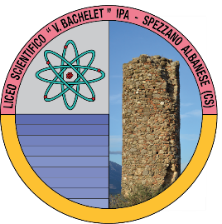 LICEO SCIENTIFICO "V. BACHELET" IPA - SPEZZANO ALBANESE (CS)